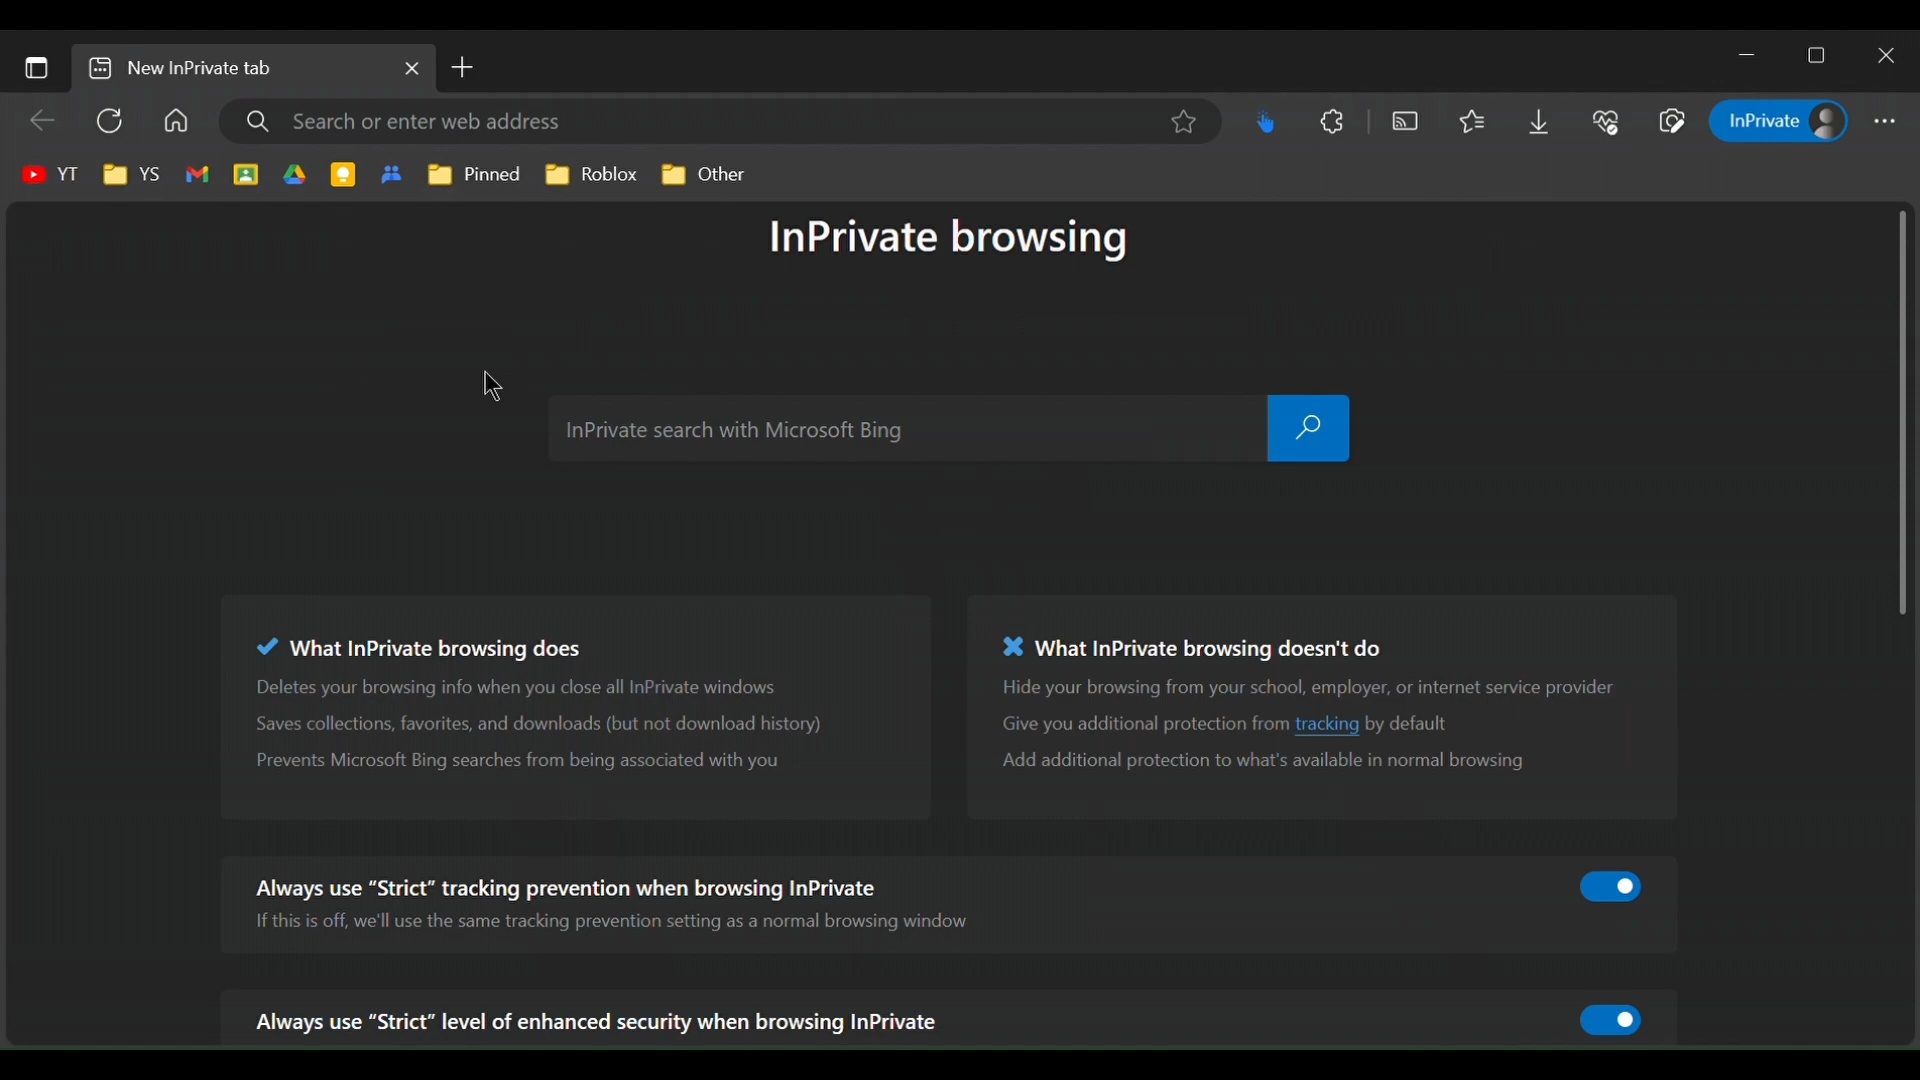 New InPrivate tab
Search or enter web address
InPrivate
YT YS Pinned Roblox Other
InPrivate browsing
InPrivate search with Microsoft Bing
What InPrivate browsing does
Deletes your browsing info when you close all InPrivate windows
Saves collections, favorites, and downloads (but not download history)
Prevents Microsoft Bing searches from being associated with you
What InPrivate browsing doesn't do
Hide your browsing from your school, employer, or internet service provider
Give you additional protection from tracking by default
Add additional protection to what's available in normal browsing
Always use “Strict” tracking prevention when browsing InPrivate
If this is off, we'll use the same tracking prevention setting as a normal browsing window
Always use “Strict” level of enhanced security when browsing InPrivate